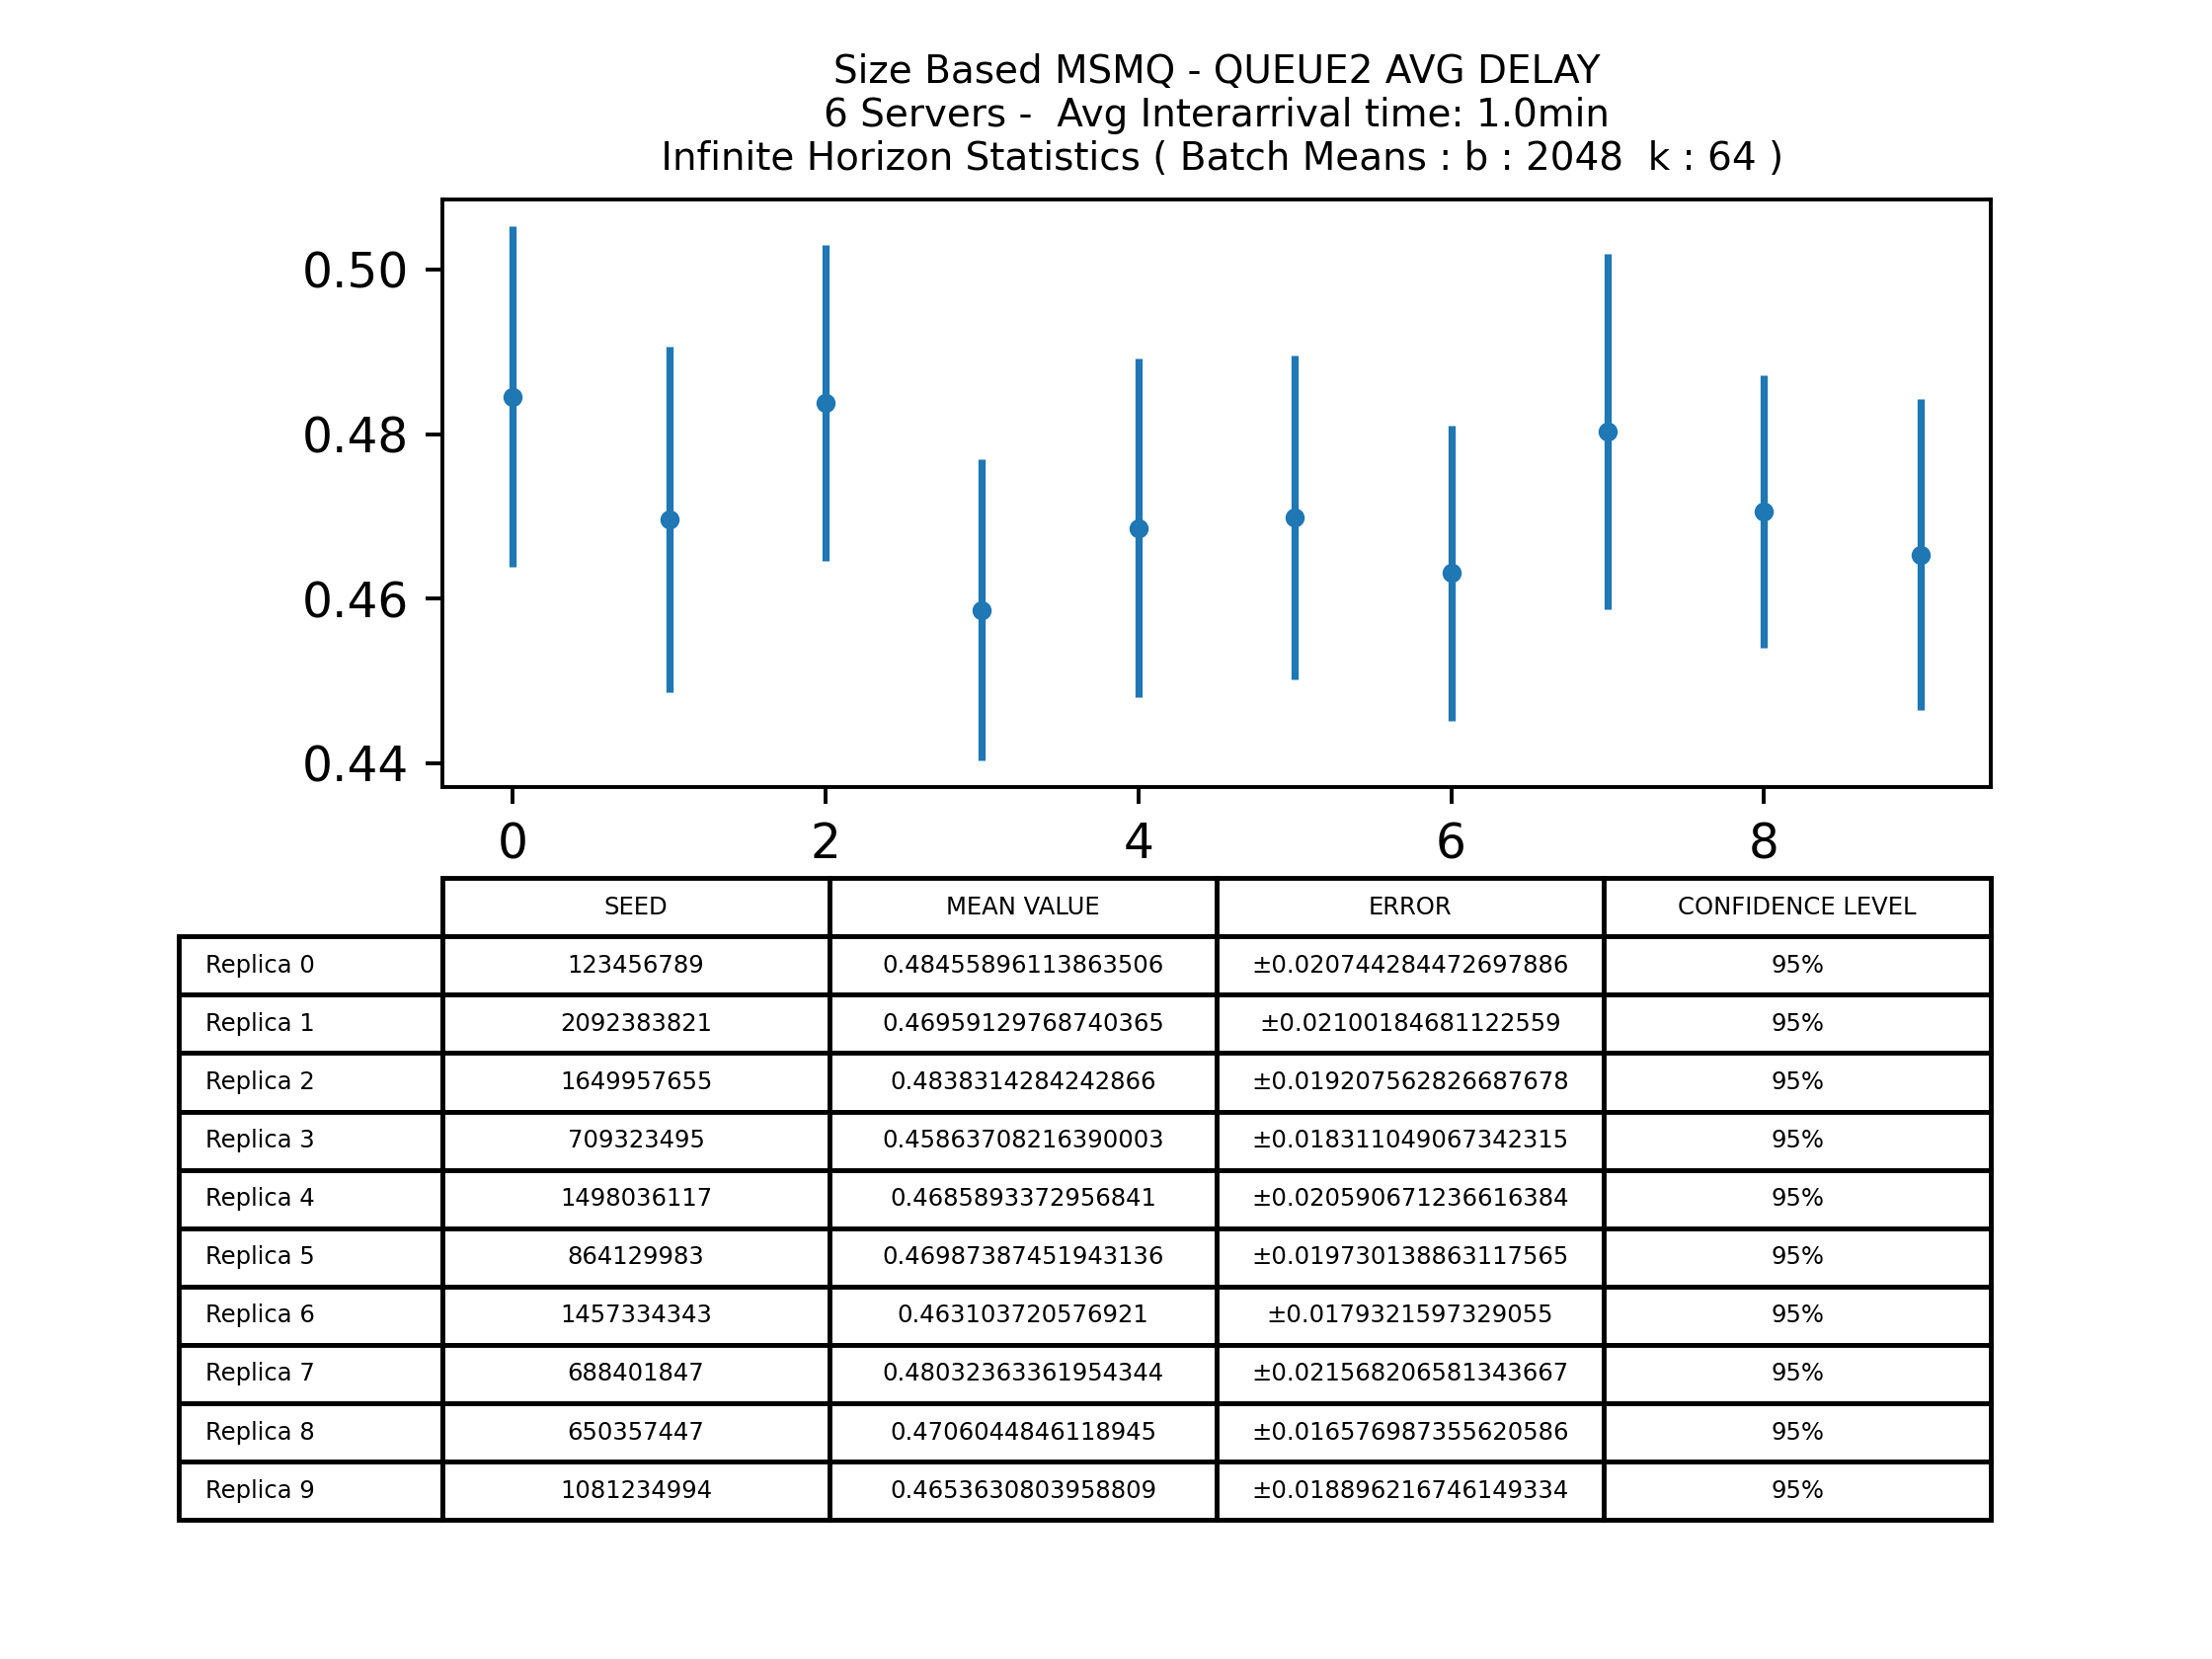 Size Based MSMQ - QUEUE2 AVG DELAY
6 Servers -  Avg Interarrival time: 1.0min
Infinite Horizon Statistics ( Batch Means : b : 2048  k : 64 )
0.50
0.48
0.46
0.44
0 2 4 6 8
SEED MEAN VALUE ERROR CONFIDENCE LEVEL
Replica 0 123456789 0.48455896113863506 ±0.020744284472697886 95%
Replica 1 2092383821 0.46959129768740365 ±0.02100184681122559 95%
Replica 2 1649957655 0.4838314284242866 ±0.019207562826687678 95%
Replica 3 709323495 0.45863708216390003 ±0.018311049067342315 95%
Replica 4 1498036117 0.4685893372956841 ±0.020590671236616384 95%
Replica 5 864129983 0.46987387451943136 ±0.019730138863117565 95%
Replica 6 1457334343 0.463103720576921 ±0.0179321597329055 95%
Replica 7 688401847 0.48032363361954344 ±0.021568206581343667 95%
Replica 8 650357447 0.4706044846118945 ±0.016576987355620586 95%
Replica 9 1081234994 0.4653630803958809 ±0.018896216746149334 95%